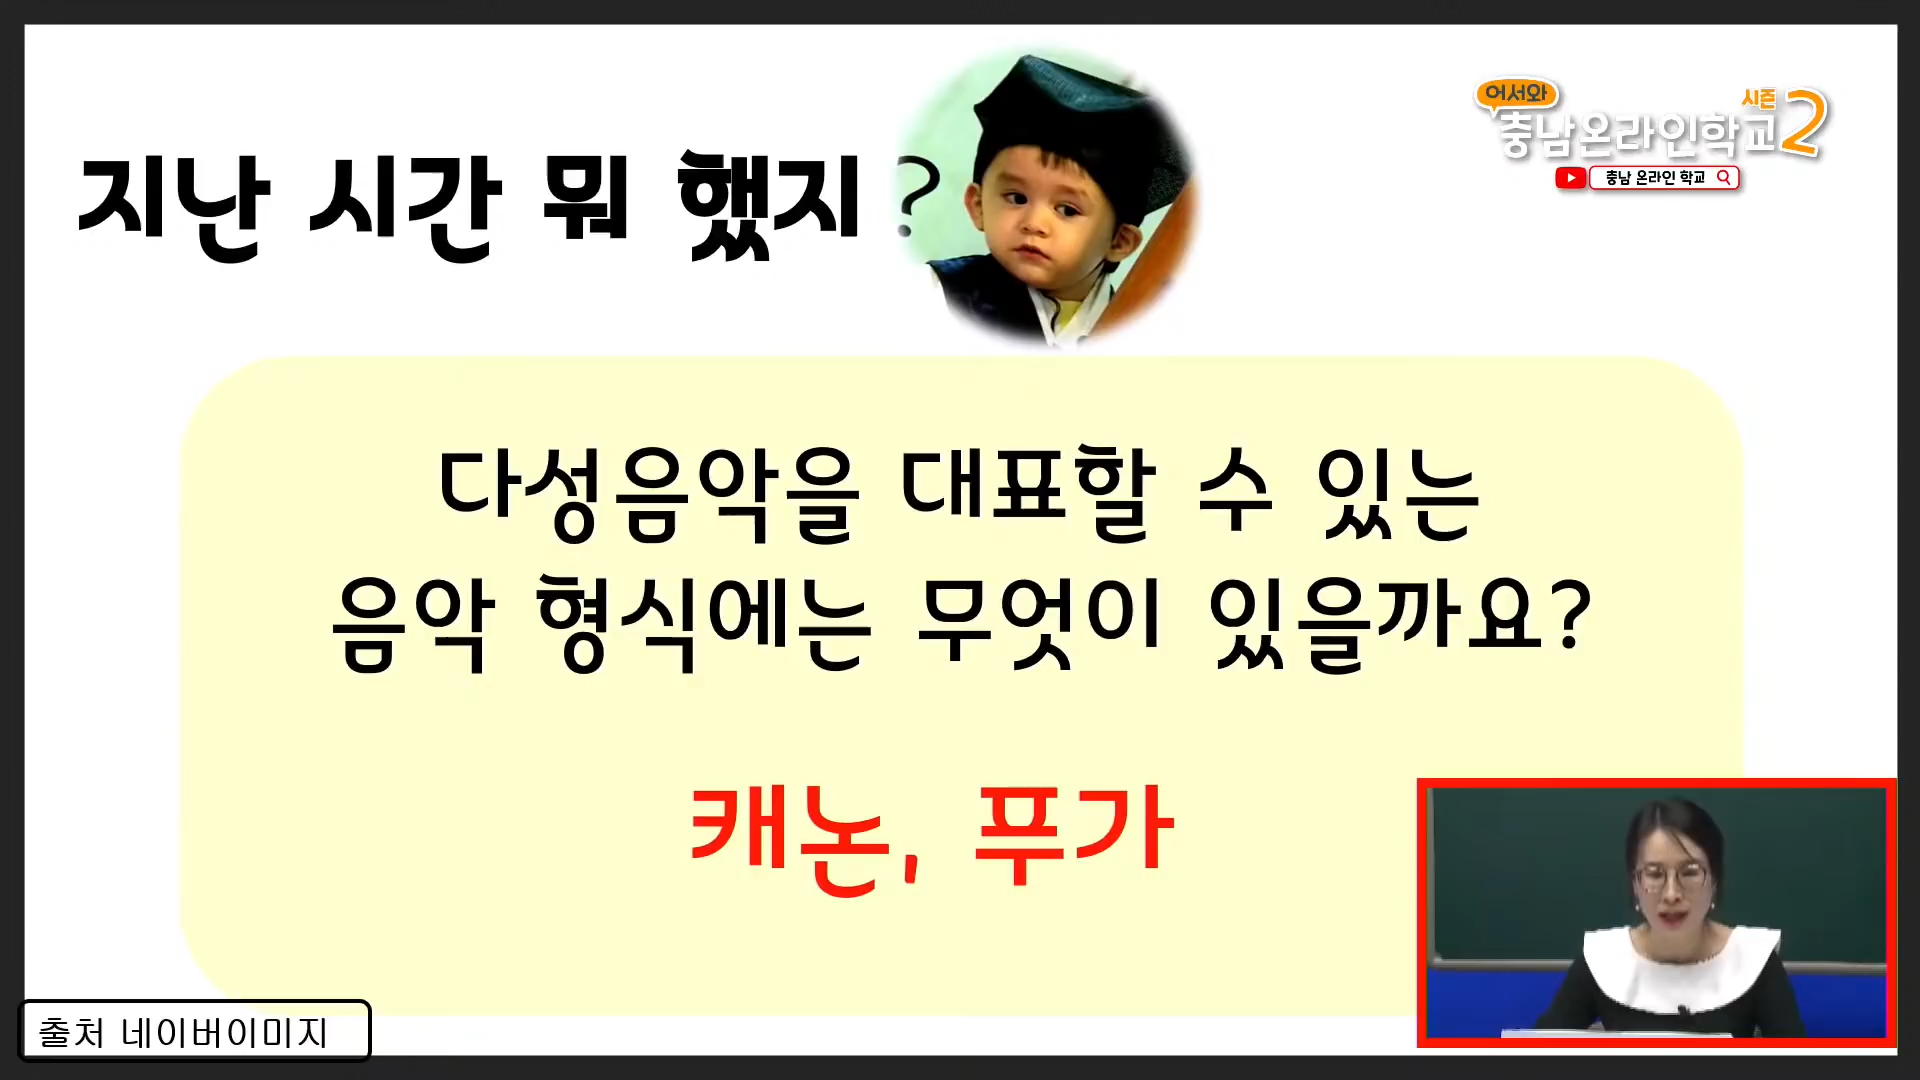 지난 시간 뭐 했지 ?
어서와
충남온라인학교 시즌2
충남 온라인 학교
다성음악을 대표할 수 있는
음악 형식에는 무엇이 있을까요?
캐논, 푸가
출처 네이버이미지